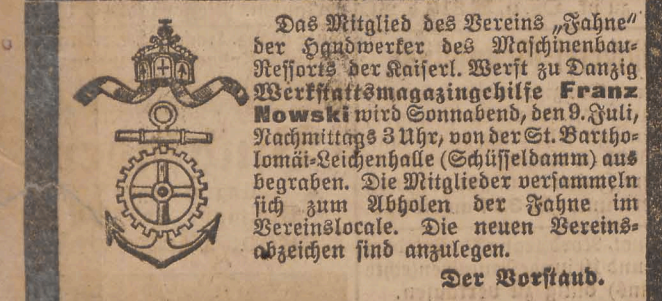 Das Mitglied des Vereins „Fahne“
der Handwerker des Maschinenbau-
Ressorts der Kaiserl. Werft zu Danzig
Werkstattsmagazingehilfe Franz
Nowski wird Sonnabend, den 9. Juli,
Nachmittags 3 Uhr, von der St. Bartho-
lomäi-Leichenhalle (Schüsseldamm) aus
begraben. Die Mitglieder versammeln
sich zum Abholen der Fahne im
Vereinslocale. Die neuen Vereins-
abzeichen sind anzulegen.
Der Vorstand.